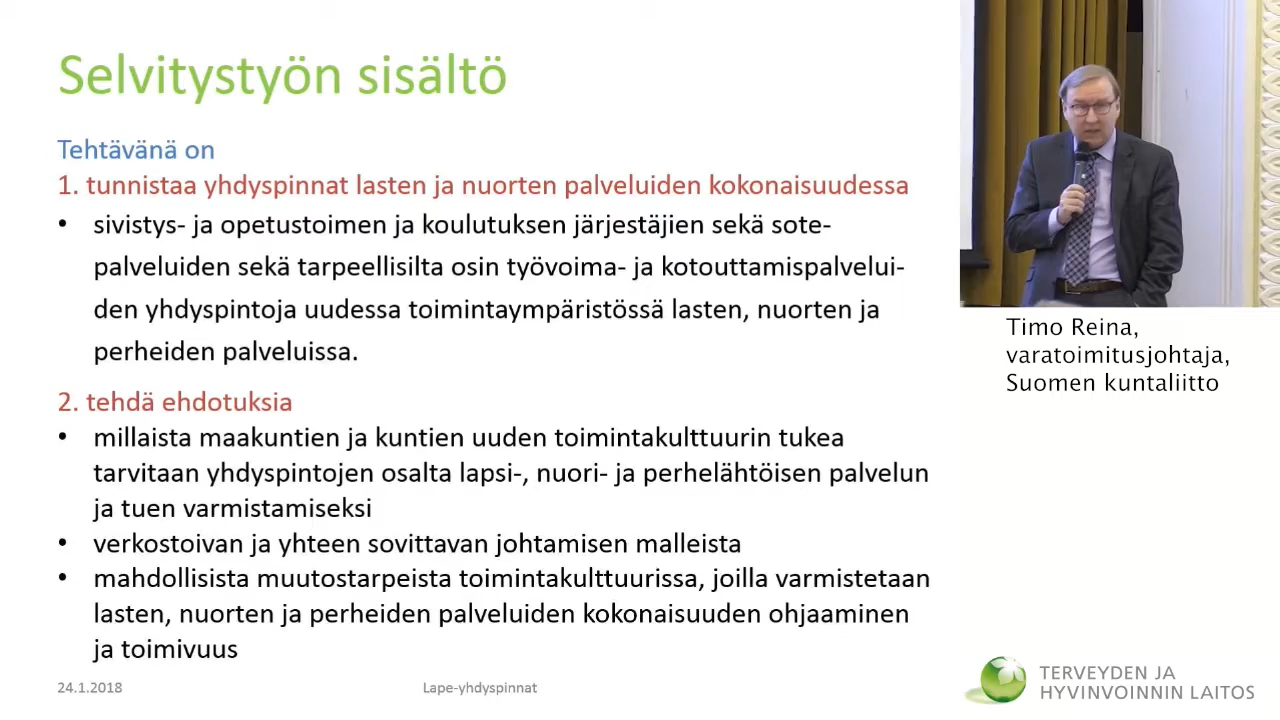 Selvitystyön sisältö
Tehtävänä on
1. tunnistaa yhdyspinnat lasten ja nuorten palveluiden kokonaisuudessa
• sivistys- ja opetustoimen ja koulutuksen järjestäjien sekä sote-
palveluiden sekä tarpeellisilta osin työvoima- ja kotouttamispalvelui-
den yhdyspintoja uudessa toimintaympäristössä lasten, nuorten ja
perheiden palveluissa.
2. tehdä ehdotuksia
• millaista maakuntien ja kuntien uuden toimintakulttuurin tukea
tarvitaan yhdyspintojen osalta lapsi-, nuori- ja perhelähtöisen palvelun
ja tuen varmistamiseksi
• verkostoivan ja yhteen sovittavan johtamisen malleista
• mahdollisista muutostarpeista toimintakulttuurissa, joilla varmistetaan
lasten, nuorten ja perheiden palveluiden kokonaisuuden ohjaaminen
ja toimivuus
24.1.2018
Lape-yhdyspinnat
Timo Reina,
varatoimitusjohtaja,
Suomen kuntaliitto
TERVEYDEN JA
HYVINVOINNIN LAITOS